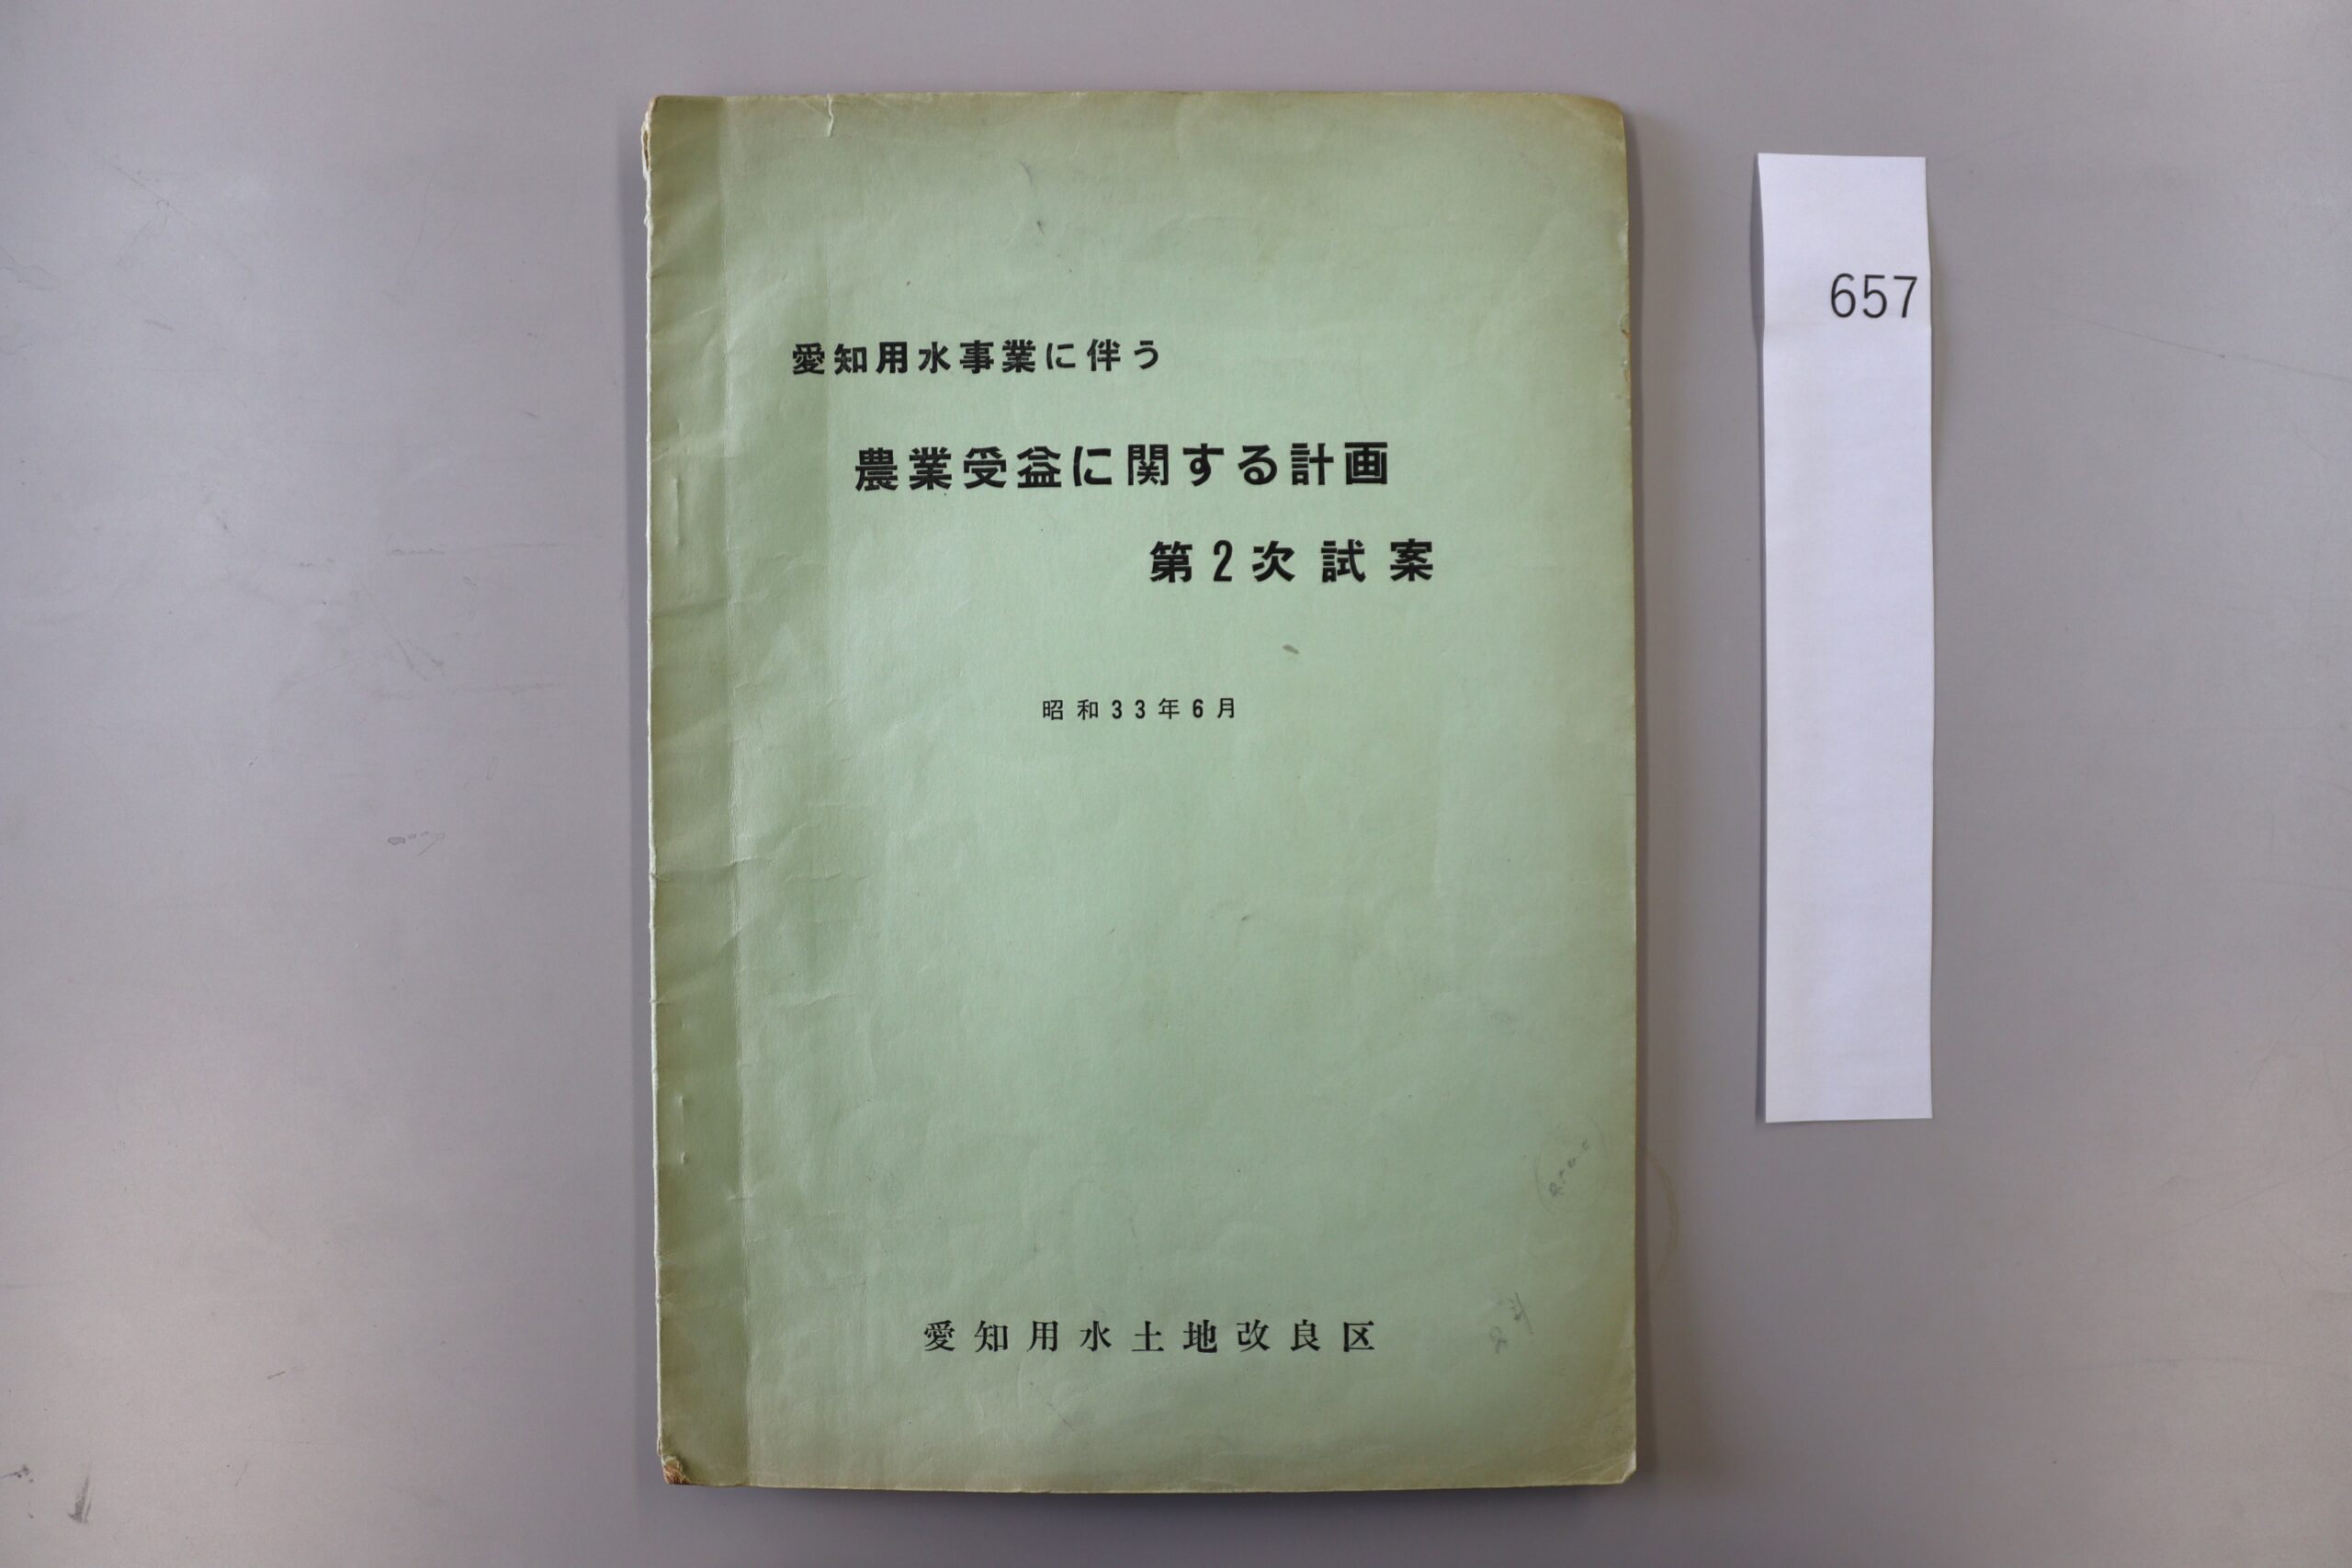 愛知用水事業に伴う
農業受益に関する計画
第2次試案
昭和33年6月
愛知用水土地改良区
657